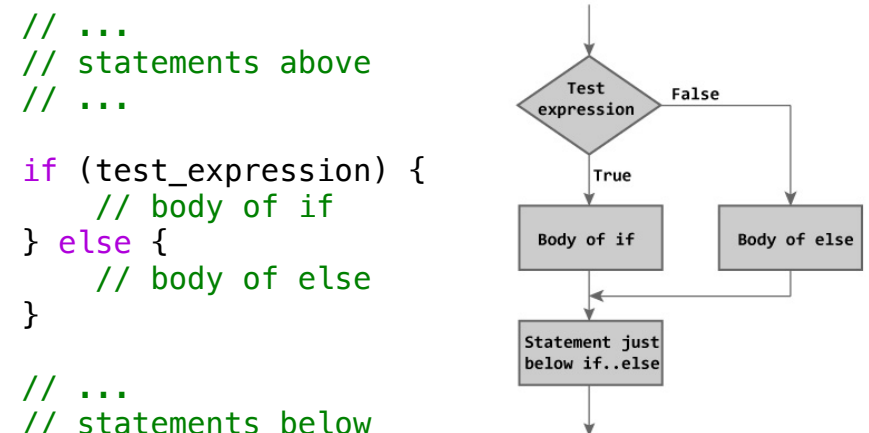 // ...
// statements above
// ...
if (test_expression) {
    // body of if
} else {
    // body of else
}
// ...
// statements below
Test
expression
False
True
Body of if
Body of else
Statement just
below if..else